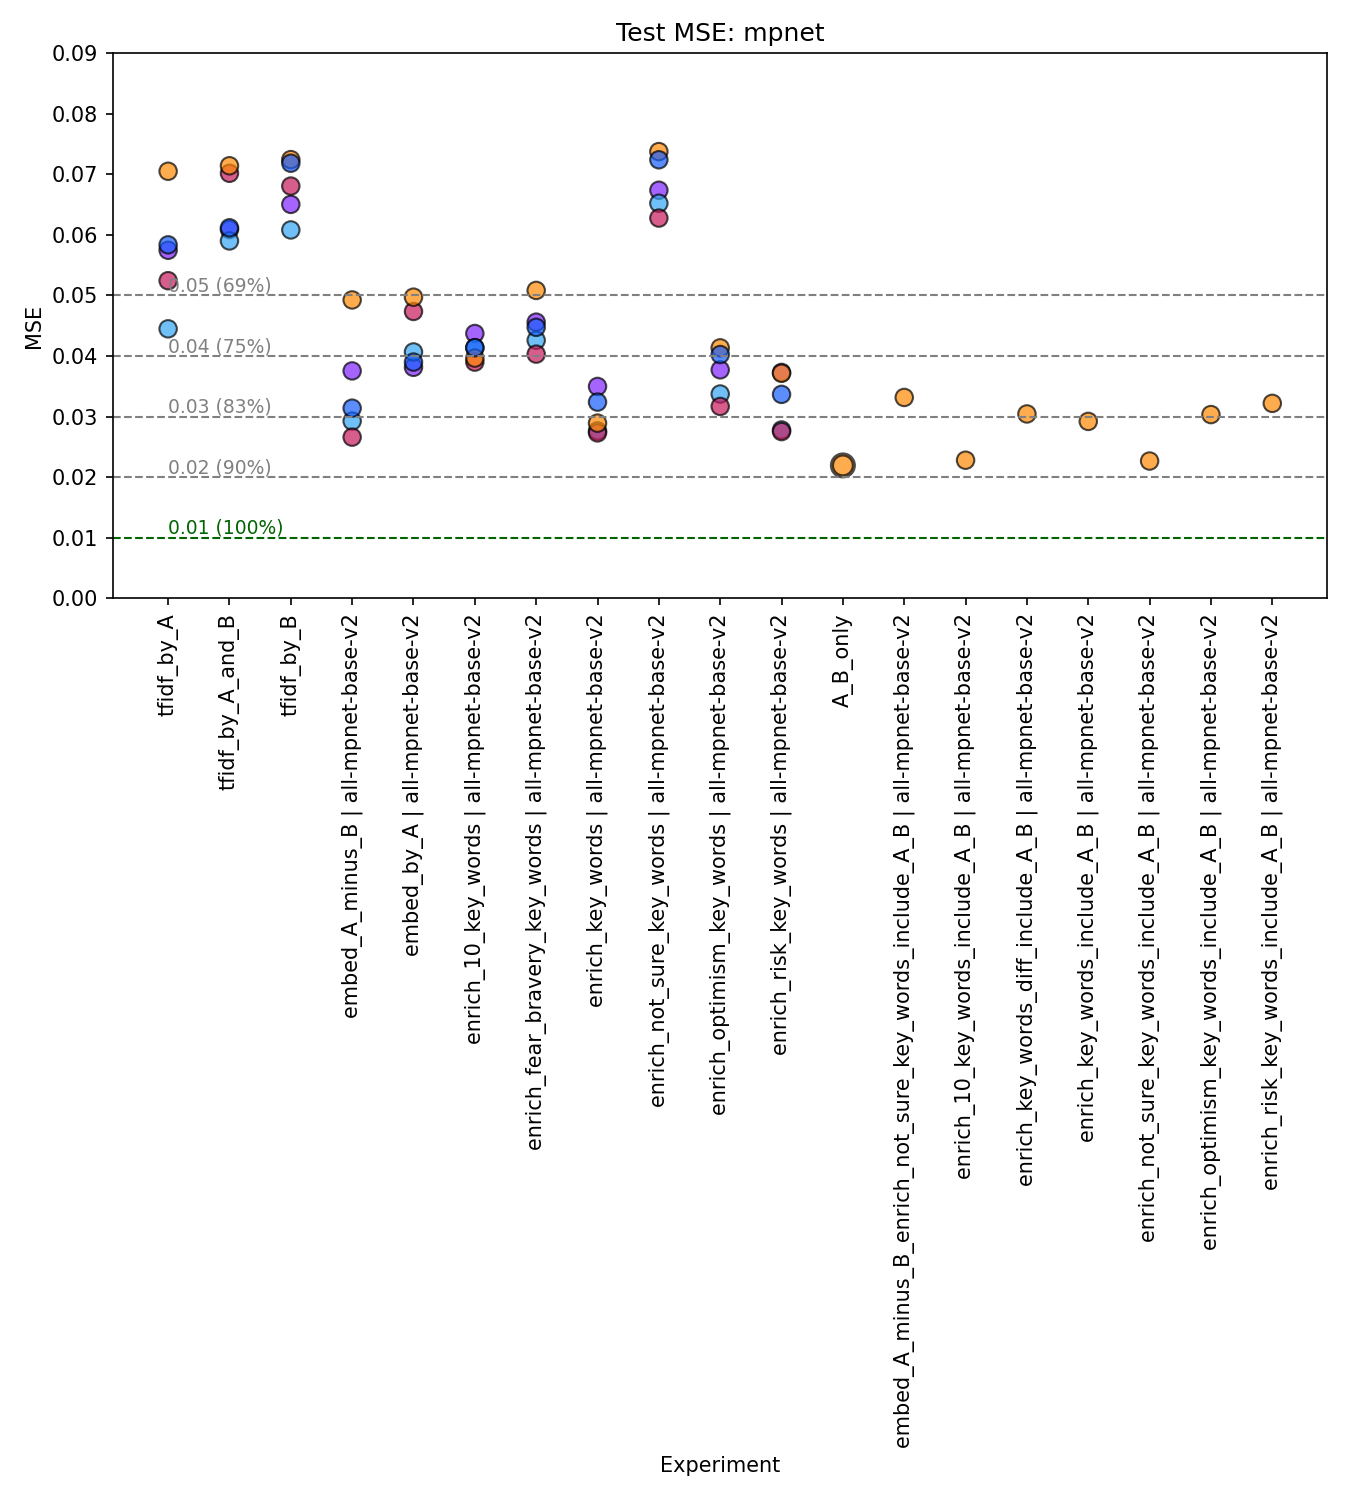 Test MSE: mpnet
0.09
0.08
0.07
0.06
0.05
0.04
0.03
0.02
0.01
0.00
MSE
0.05 (69%)
0.04 (75%)
0.03 (83%)
0.02 (90%)
0.01 (100%)
tfidf_by_A
tfidf_by_A_and_B
tfidf_by_B
embed_A_minus_B | all-mpnet-base-v2
embed_by_A | all-mpnet-base-v2
enrich_10_key_words | all-mpnet-base-v2
enrich_fear_bravery_key_words | all-mpnet-base-v2
enrich_key_words | all-mpnet-base-v2
enrich_not_sure_key_words | all-mpnet-base-v2
enrich_optimism_key_words | all-mpnet-base-v2
enrich_risk_key_words | all-mpnet-base-v2
A_B_only
embed_A_minus_B_enrich_not_sure_key_words_include_A_B | all-mpnet-base-v2
enrich_10_key_words_include_A_B | all-mpnet-base-v2
enrich_key_words_diff_include_A_B | all-mpnet-base-v2
enrich_key_words_include_A_B | all-mpnet-base-v2
enrich_not_sure_key_words_include_A_B | all-mpnet-base-v2
enrich_optimism_key_words_include_A_B | all-mpnet-base-v2
enrich_risk_key_words_include_A_B | all-mpnet-base-v2
Experiment